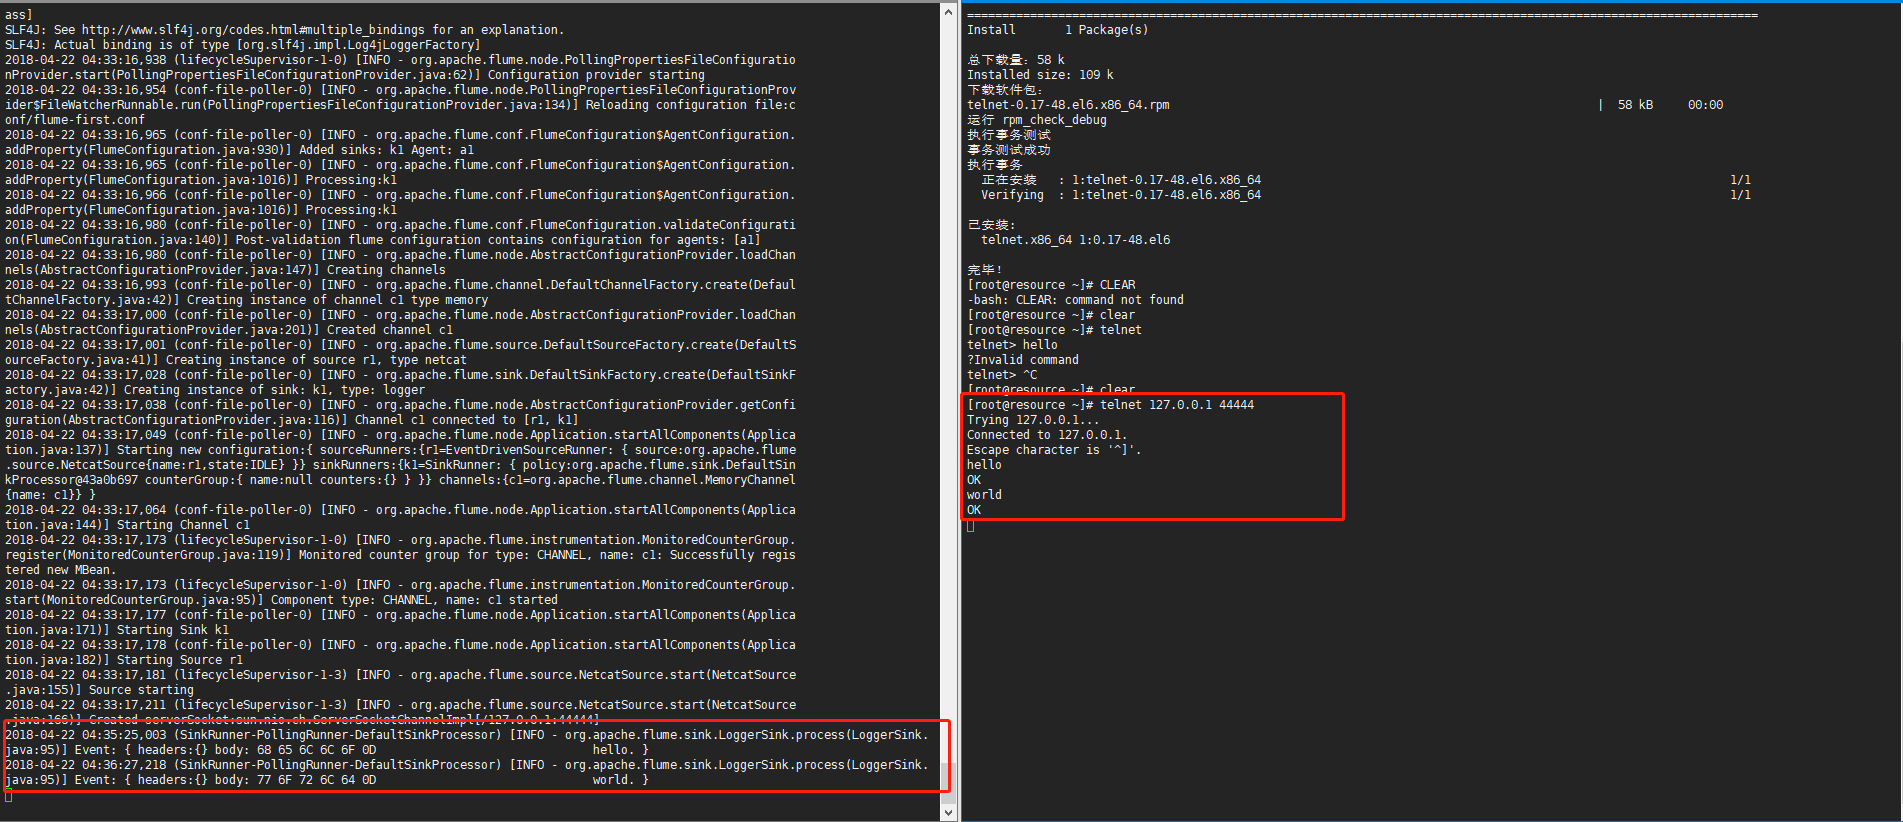 ass]
SLF4J: See http://www.slf4j.org/codes.html#multiple_bindings for an explanation.
SLF4J: Actual binding is of type [org.slf4j.impl.Log4jLoggerFactory]
2018-04-22 04:33:16,938 (lifecycleSupervisor-1-0) [INFO - org.apache.flume.node.PollingPropertiesFileConfiguratio
nProvider.start(PollingPropertiesFileConfigurationProvider.java:62)] Configuration provider starting
2018-04-22 04:33:16,954 (conf-file-poller-0) [INFO - org.apache.flume.node.PollingPropertiesFileConfigurationProv
ider$FileWatcherRunnable.run(PollingPropertiesFileConfigurationProvider.java:134)] Reloading configuration file:c
onf/flume-first.conf
2018-04-22 04:33:16,965 (conf-file-poller-0) [INFO - org.apache.flume.conf.FlumeConfiguration$AgentConfiguration.
addProperty(FlumeConfiguration.java:930)] Added sinks: k1 Agent: a1
2018-04-22 04:33:16,965 (conf-file-poller-0) [INFO - org.apache.flume.conf.FlumeConfiguration$AgentConfiguration.
addProperty(FlumeConfiguration.java:1016)] Processing:k1
2018-04-22 04:33:16,966 (conf-file-poller-0) [INFO - org.apache.flume.conf.FlumeConfiguration$AgentConfiguration.
addProperty(FlumeConfiguration.java:1016)] Processing:k1
2018-04-22 04:33:16,980 (conf-file-poller-0) [INFO - org.apache.flume.conf.FlumeConfiguration.validateConfigurati
on(FlumeConfiguration.java:140)] Post-validation flume configuration contains configuration for agents: [a1]
2018-04-22 04:33:16,980 (conf-file-poller-0) [INFO - org.apache.flume.node.AbstractConfigurationProvider.loadChan
nels(AbstractConfigurationProvider.java:147)] Creating channels
2018-04-22 04:33:16,993 (conf-file-poller-0) [INFO - org.apache.flume.channel.DefaultChannelFactory.create(Defaul
tChannelFactory.java:42)] Creating instance of channel c1 type memory
2018-04-22 04:33:17,000 (conf-file-poller-0) [INFO - org.apache.flume.node.AbstractConfigurationProvider.loadChan
nels(AbstractConfigurationProvider.java:201)] Created channel c1
2018-04-22 04:33:17,001 (conf-file-poller-0) [INFO - org.apache.flume.source.DefaultSourceFactory.create(DefaultS
ourceFactory.java:41)] Creating instance of source r1, type netcat
2018-04-22 04:33:17,028 (conf-file-poller-0) [INFO - org.apache.flume.sink.DefaultSinkFactory.create(DefaultSinkF
actory.java:42)] Creating instance of sink: k1, type: logger
2018-04-22 04:33:17,038 (conf-file-poller-0) [INFO - org.apache.flume.node.AbstractConfigurationProvider.getConfi
guration(AbstractConfigurationProvider.java:116)] Channel c1 connected to [r1, k1]
2018-04-22 04:33:17,049 (conf-file-poller-0) [INFO - org.apache.flume.node.Application.startAllComponents(Applica
tion.java:137)] Starting new configuration:{ sourceRunners:{r1=EventDrivenSourceRunner: { source:org.apache.flume
.source.NetcatSource{name:r1,state:IDLE} }} sinkRunners:{k1=SinkRunner: { policy:org.apache.flume.sink.DefaultSin
kProcessor@43a0b697 counterGroup:{ name:null counters:{} } }} channels:{c1=org.apache.flume.channel.MemoryChannel
{name: c1}} }
2018-04-22 04:33:17,064 (conf-file-poller-0) [INFO - org.apache.flume.node.Application.startAllComponents(Applica
tion.java:144)] Starting Channel c1
2018-04-22 04:33:17,173 (lifecycleSupervisor-1-0) [INFO - org.apache.flume.instrumentation.MonitoredCounterGroup.
register(MonitoredCounterGroup.java:119)] Monitored counter group for type: CHANNEL, name: c1: Successfully regis
tered new MBean.
2018-04-22 04:33:17,173 (lifecycleSupervisor-1-0) [INFO - org.apache.flume.instrumentation.MonitoredCounterGroup.
start(MonitoredCounterGroup.java:95)] Component type: CHANNEL, name: c1 started
2018-04-22 04:33:17,177 (conf-file-poller-0) [INFO - org.apache.flume.node.Application.startAllComponents(Applica
tion.java:171)] Starting Sink k1
2018-04-22 04:33:17,178 (conf-file-poller-0) [INFO - org.apache.flume.node.Application.startAllComponents(Applica
tion.java:182)] Starting Source r1
2018-04-22 04:33:17,181 (lifecycleSupervisor-1-3) [INFO - org.apache.flume.source.NetcatSource.start(NetcatSource
.java:155)] Source starting
2018-04-22 04:33:17,211 (lifecycleSupervisor-1-3) [INFO - org.apache.flume.source.NetcatSource.start(NetcatSource
.java:166)] Created serverSocket:sun.nio.ch.ServerSocketChannelImpl[/127.0.0.1:44444]
2018-04-22 04:35:25,003 (SinkRunner-PollingRunner-DefaultSinkProcessor) [INFO - org.apache.flume.sink.LoggerSink.process(LoggerSink.
java:95)] Event: { headers:{} body: 68 65 6C 6C 6F 0D hello. }
2018-04-22 04:36:27,218 (SinkRunner-PollingRunner-DefaultSinkProcessor) [INFO - org.apache.flume.sink.LoggerSink.process(LoggerSink.
java:95)] Event: { headers:{} body: 77 6F 72 6C 64 0D world. }
=================================================================================================================
Install 1 Package(s)
总下载量：58 k
Installed size: 109 k
下载软件包：
telnet-0.17-48.el6.x86_64.rpm | 58 kB 00:00
运行 rpm_check_debug
执行事务测试
事务测试成功
执行事务
正在安装 : 1:telnet-0.17-48.el6.x86_64 1/1
Verifying : 1:telnet-0.17-48.el6.x86_64 1/1
已安装:
telnet.x86_64 1:0.17-48.el6
完毕！
[root@resource ~]# CLEAR
-bash: CLEAR: command not found
[root@resource ~]# clear
[root@resource ~]# telnet
telnet> hello
?Invalid command
telnet> ^C
[root@resource ~]# clear
[root@resource ~]# telnet 127.0.0.1 44444
Trying 127.0.0.1...
Connected to 127.0.0.1.
Escape character is '^]'.
hello
OK
world
OK